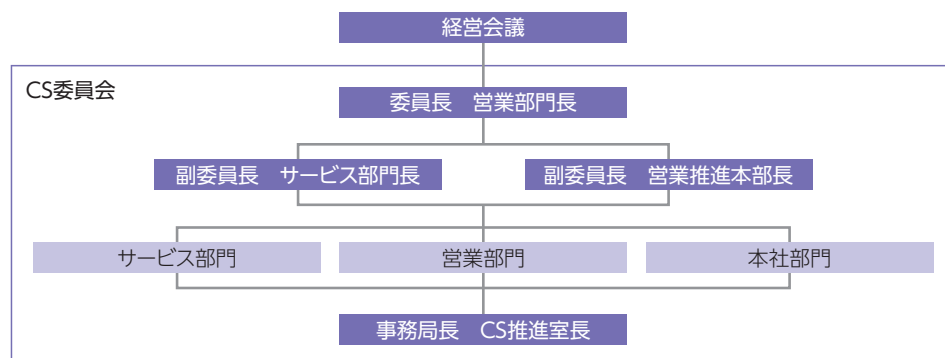 経営会議
CS委員会
委員長　営業部門長
副委員長　サービス部門長
副委員長　営業推進本部長
サービス部門
営業部門
本社部門
事務局長　CS推進室長